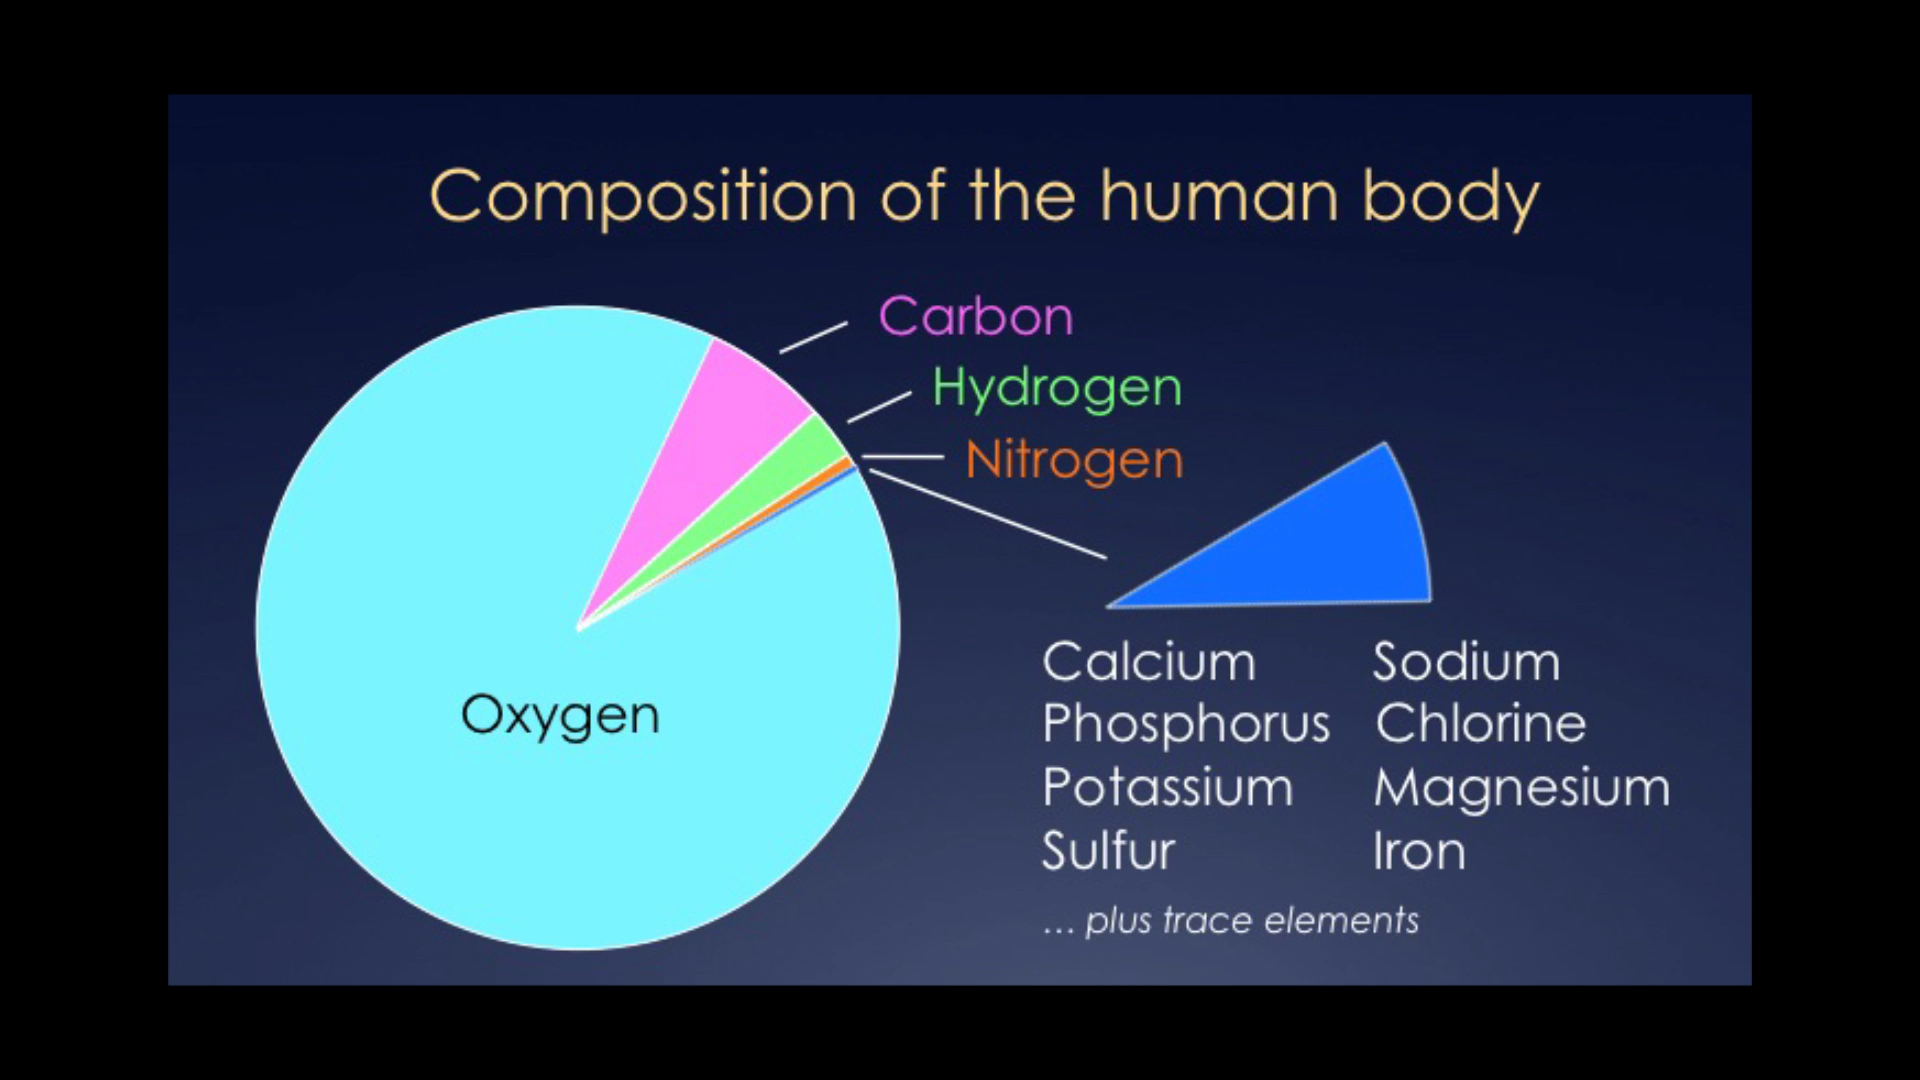 Composition of the human body
Carbon
Hydrogen
Nitrogen
Oxygen
Calcium
Phosphorus
Potassium
Sulfur
Sodium
Chlorine
Magnesium
Iron
... plus trace elements